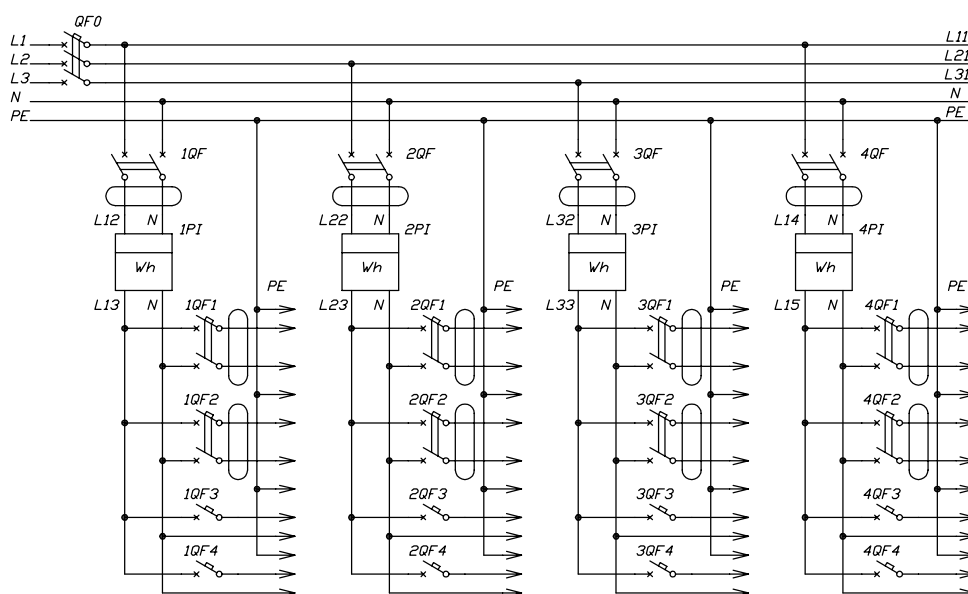 QF0
L1 L11
L2 L21
L3 L31
N N
PE PE
1QF 2QF 3QF 4QF
L12 N L22 N L32 N L14 N
1PI 2PI 3PI 4PI
Wh Wh Wh Wh
PE PE PE PE
L13 N L23 N L33 N L15 N
1QF1 2QF1 3QF1 4QF1
1QF2 2QF2 3QF2 4QF2
1QF3 2QF3 3QF3 4QF3
1QF4 2QF4 3QF4 4QF4